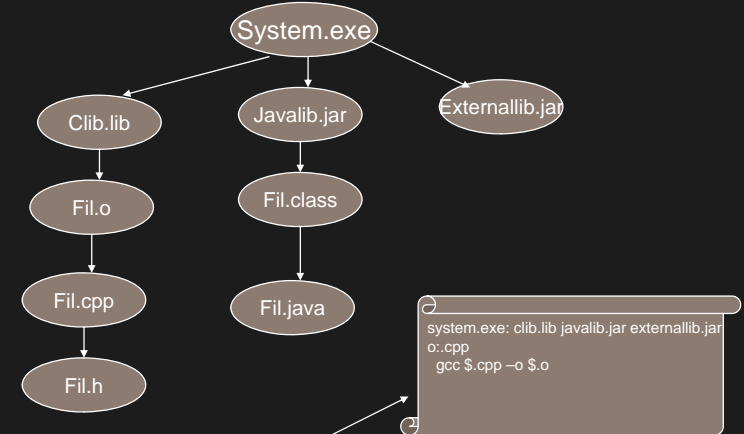 System.exe
Clib.lib
Javalib.jar
Externallib.jar
Fil.o
Fil.class
Fil.cpp
Fil.java
Fil.h
system.exe: clib.lib javalib.jar externallib.jar
o:.cpp
gcc $.cpp –o $.o